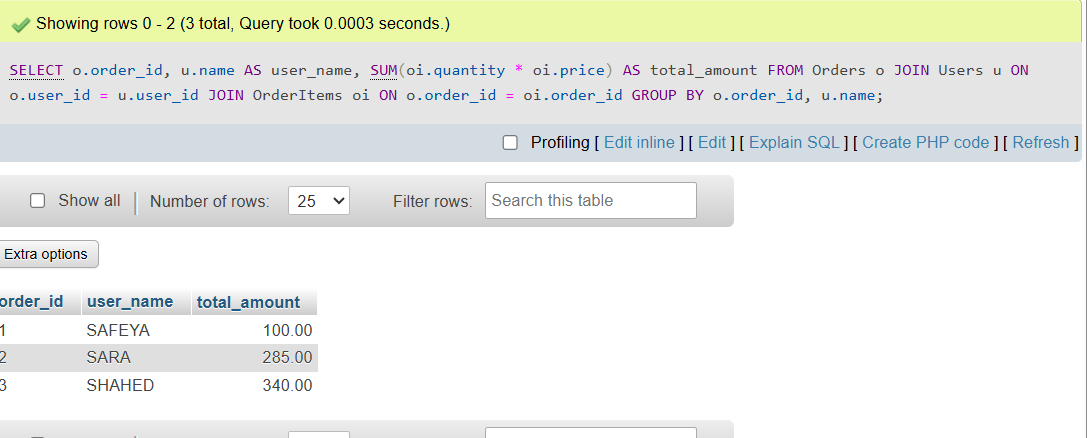 Showing rows 0 - 2 (3 total, Query took 0.0003 seconds.)
SELECT o.order_id, u.name AS user_name, SUM(oi.quantity * oi.price) AS total_amount FROM Orders o JOIN Users u ON
o.user_id = u.user_id JOIN OrderItems oi ON o.order_id = oi.order_id GROUP BY o.order_id, u.name;
Profiling [ Edit inline ] [ Edit ] [ Explain SQL ] [ Create PHP code ] [ Refresh ]
Show all | Number of rows: 25 Filter rows: Search this table
Extra options
order_id user_name total_amount
1 SAFEYA 100.00
2 SARA 285.00
3 SHAHED 340.00